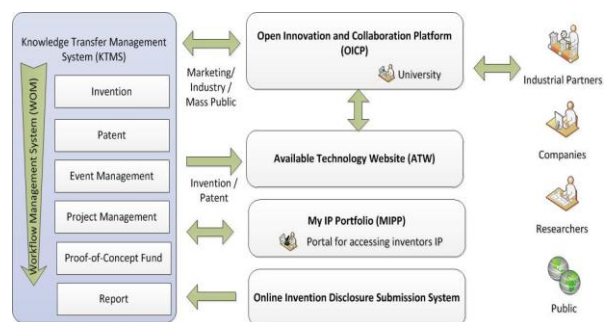 Knowledge Transfer Management
System (KTMS)
Workflow Management System (WOM)
Invention
Patent
Event Management
Project Management
Proof-of-Concept Fund
Report
Marketing/
Industry /
Mass Public
Invention /
Patent
Open Innovation and Collaboration Platform
(OICP)
University
Available Technology Website (ATW)
My IP Portfolio (MIPP)
Portal for accessing inventors IP
Online Invention Disclosure Submission System
Industrial Partners
Companies
Researchers
Public